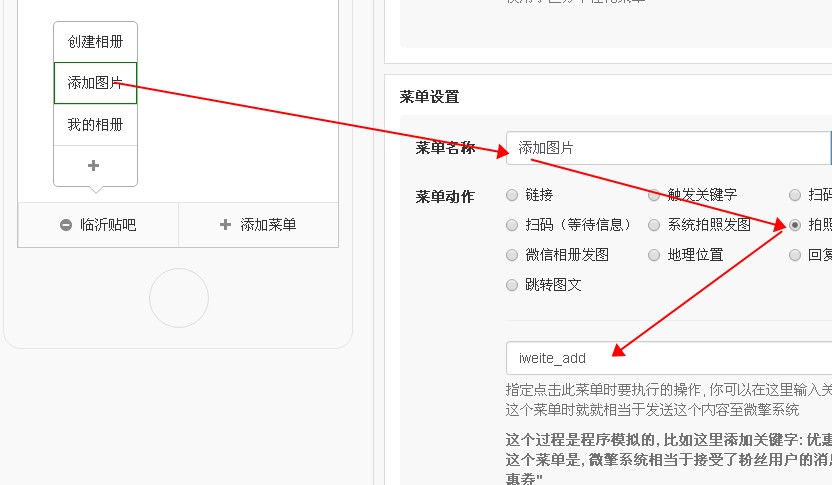 创建相册
添加图片
我的相册
临沂贴吧
添加菜单
菜单设置
菜单名称 添加图片
菜单动作 链接 触发关键字 扫码
扫码（等待信息） 系统拍照发图 拍照
微信相册发图 地理位置 回复
跳转图文
iweite_add
指定点击此菜单时要执行的操作, 你可以在这里输入关
这个菜单时就就相当于发送这个内容至微擎系统
这个过程是程序模拟的, 比如这里添加关键字: 优惠
这个菜单是, 微擎系统相当于接受了粉丝用户的消息
惠券"